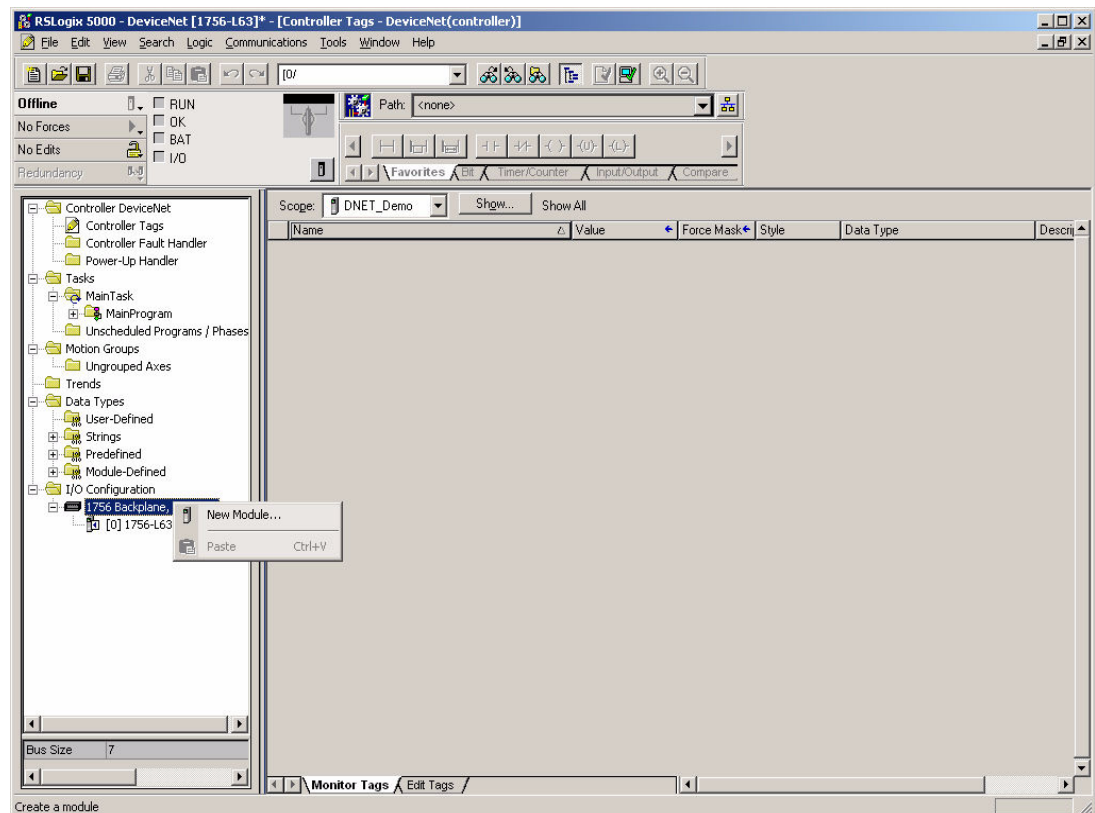 RSLogix 5000 - DeviceNet [1756-L63]* - [Controller Tags - DeviceNet(controller)]
File Edit View Search Logic Communications Tools Window Help
[0/
Offline
RUN
No Forces
OK
No Edits
BAT
Redundancy
I/O
Path: <none>
Favorites Bit Timer/Counter Input/Output Compare
Controller DeviceNet
Controller Tags
Controller Fault Handler
Power-Up Handler
Tasks
MainTask
MainProgram
Unscheduled Programs / Phases
Motion Groups
Ungrouped Axes
Trends
Data Types
User-Defined
Strings
Predefined
Module-Defined
I/O Configuration
1756 Backplane,
[0] 1756-L63
New Module...
Paste Ctrl+V
Bus Size 7
Scope: DNET_Demo Show... Show All
Name Value Force Mask Style Data Type Descrip
Monitor Tags Edit Tags
Create a module